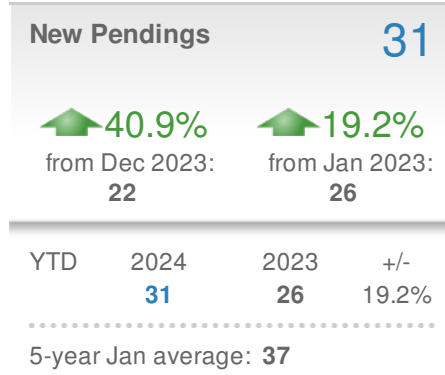 New Pendings 31
40.9% 19.2%
from Dec 2023: from Jan 2023:
22 26
YTD 2024 2023 +/-
31 26 19.2%
5-year Jan average: 37